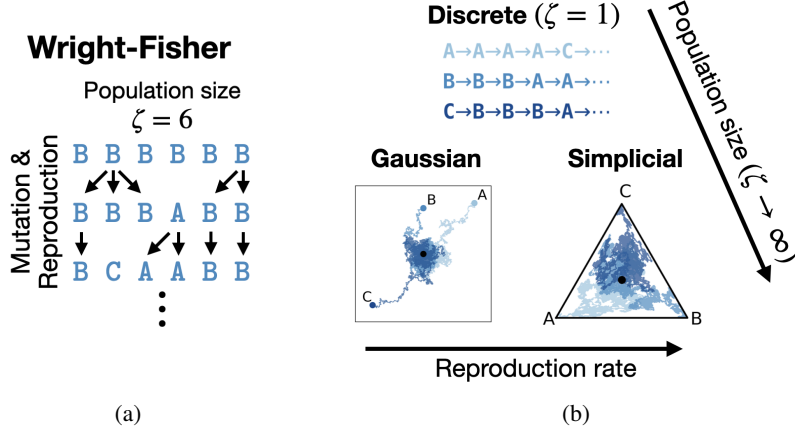 Wright-Fisher
Population size
ζ = 6
Mutation &
Reproduction
B B B B B B
B B B A B B
B C A A B B
(a)
Discrete (ζ = 1)
A→A→A→A→C→⋯
B→B→B→A→A→⋯
C→B→B→B→A→⋯
Population size (ζ → ∞)
Gaussian
B
A
C
Simplicial
C
A
B
Reproduction rate
(b)